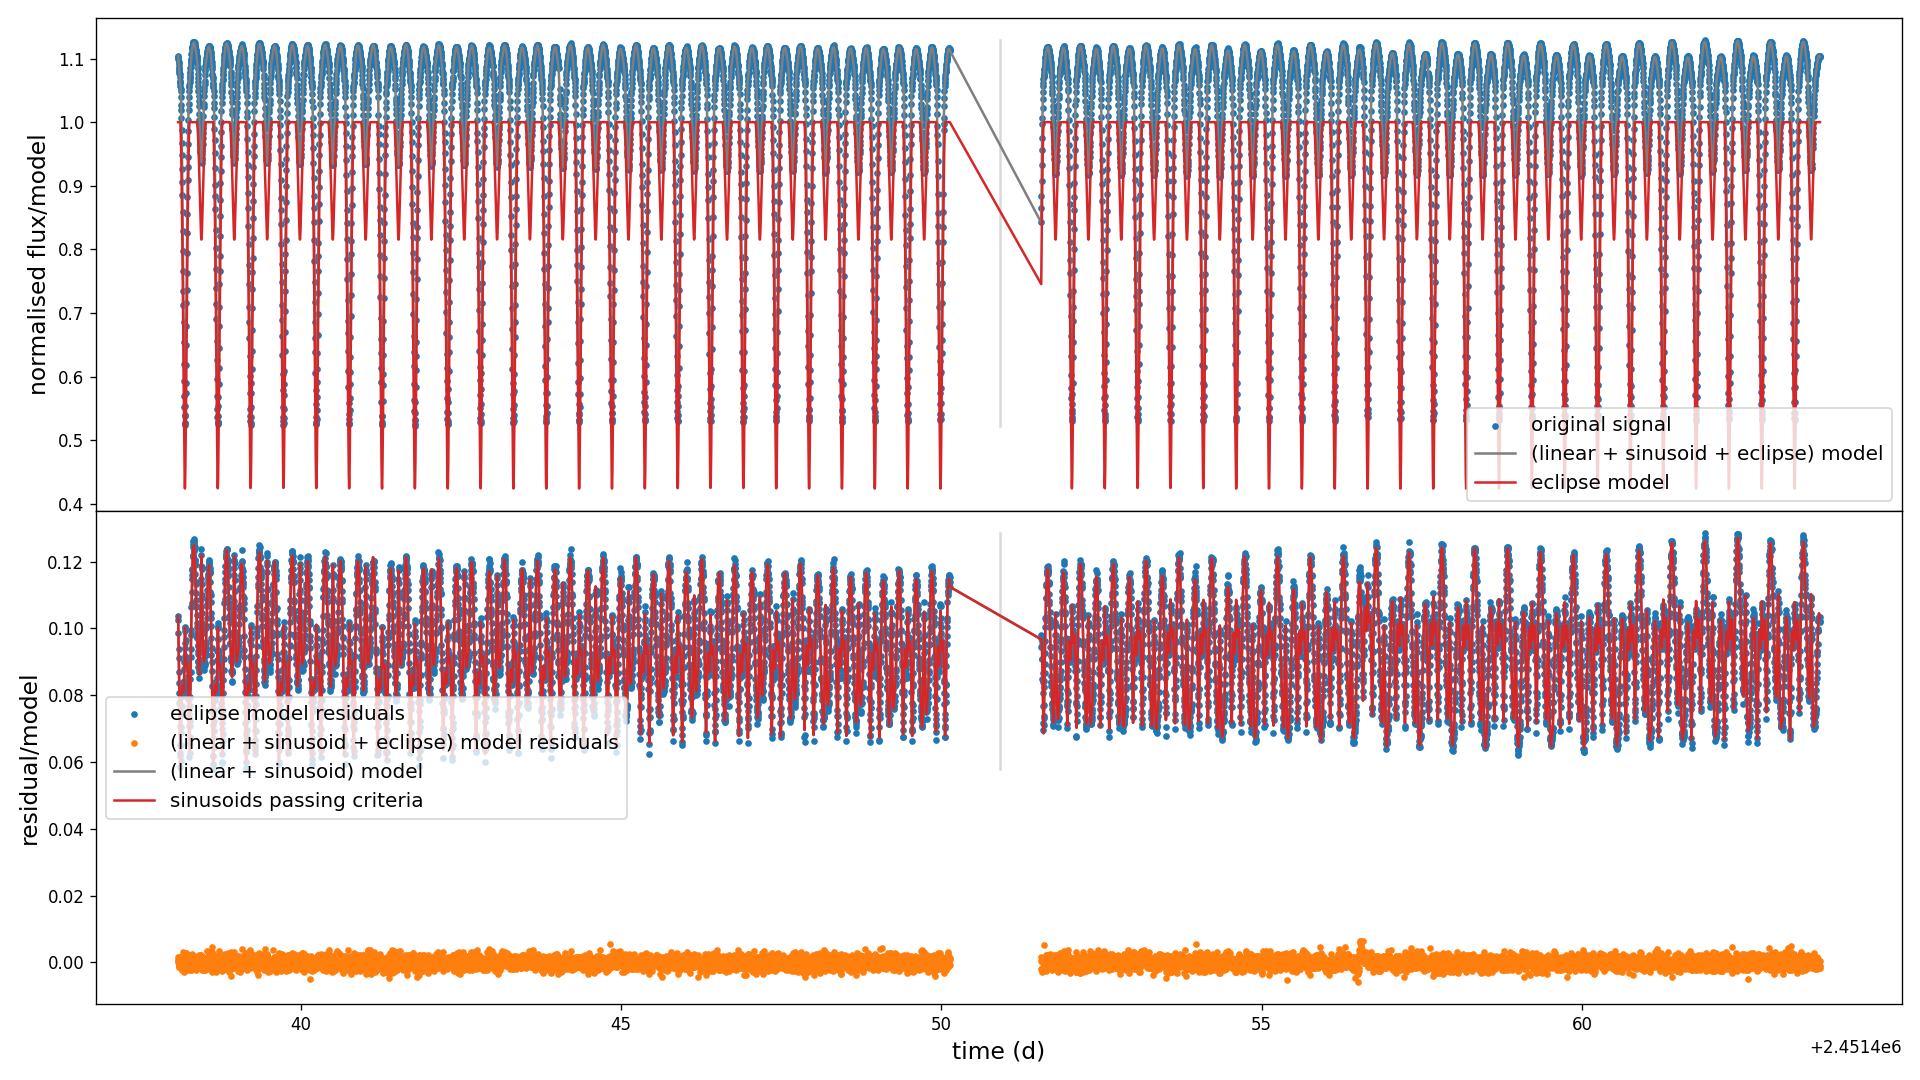 1.1
1.0
0.9
0.8
0.7
0.6
0.5
0.4
normalised flux/model
original signal
(linear + sinusoid + eclipse) model
eclipse model
0.12
0.10
0.08
0.06
0.04
0.02
0.00
residual/model
eclipse model residuals
(linear + sinusoid + eclipse) model residuals
(linear + sinusoid) model
sinusoids passing criteria
40 45 50 55 60
time (d)
+2.4514e6